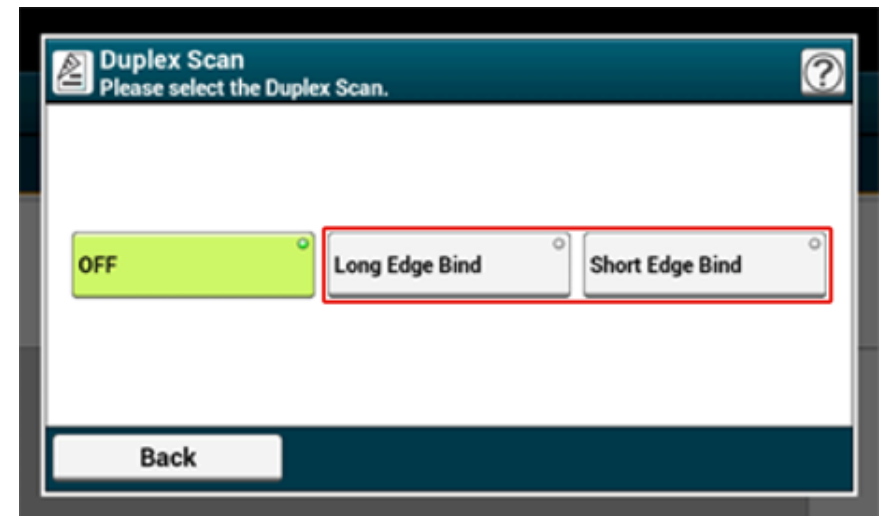 Duplex Scan
Please select the Duplex Scan.
?
OFF
Long Edge Bind
Short Edge Bind
Back